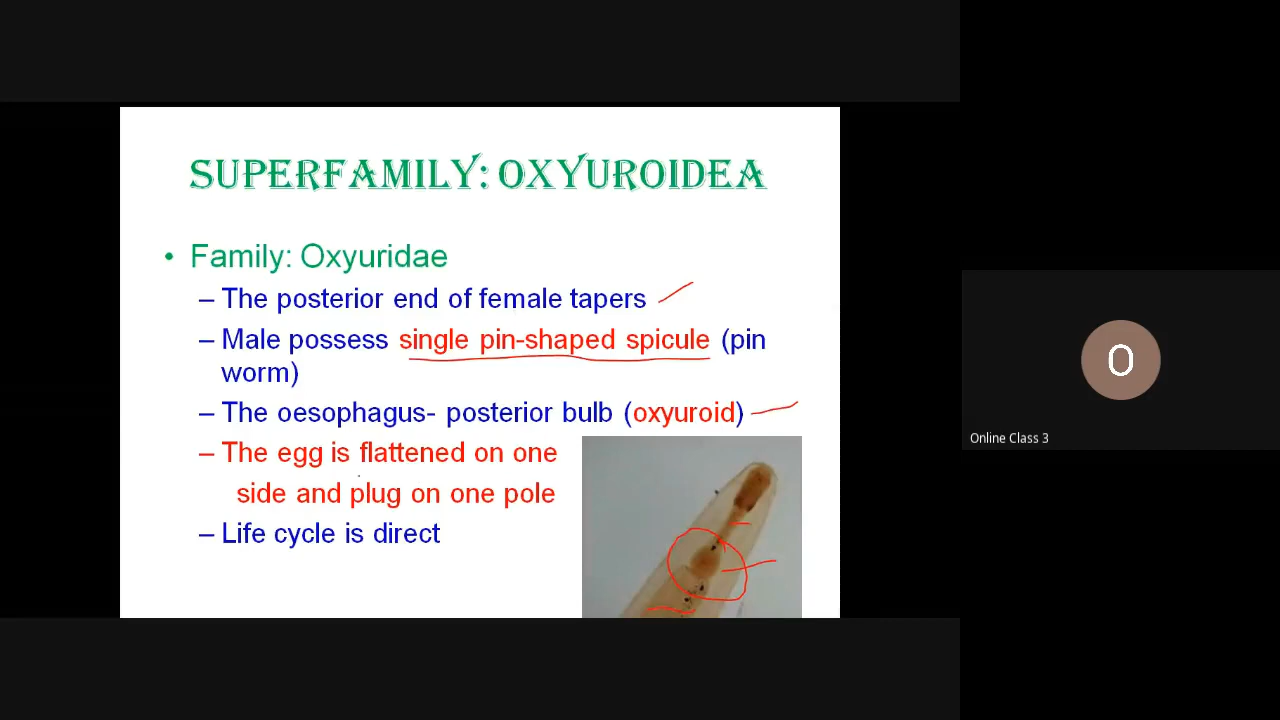 SUPERFAMILY: OXYUROIDEA
• Family: Oxyuridae
– The posterior end of female tapers
– Male possess single pin-shaped spicule (pin
worm)
– The oesophagus- posterior bulb (oxyuroid)
– The egg is flattened on one
side and plug on one pole
– Life cycle is direct
O
Online Class 3